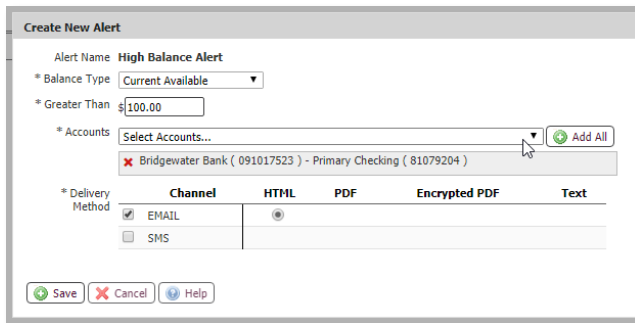 Create New Alert
Alert Name High Balance Alert
* Balance Type Current Available
* Greater Than $ 100.00
* Accounts Select Accounts... Add All
Bridgewater Bank ( 091017523 ) - Primary Checking ( 81079204 )
* Delivery Method Channel HTML PDF Encrypted PDF Text
EMAIL
SMS
Save Cancel Help